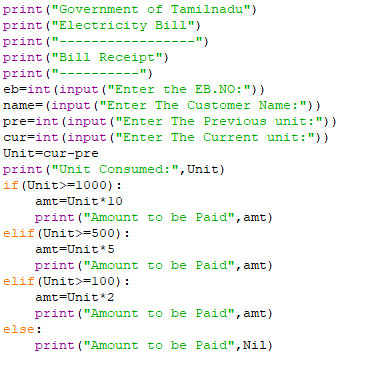 print("Government of Tamilnadu")
print("Electricity Bill")
print("-----------------")
print("Bill Receipt")
print("----------")
eb=int(input("Enter the EB.NO:"))
name=(input("Enter The Customer Name:"))
pre=int(input("Enter The Previous unit:"))
cur=int(input("Enter The Current unit:"))
Unit=cur-pre
print("Unit Consumed:",Unit)
if(Unit>=1000):
    amt=Unit*10
    print("Amount to be Paid",amt)
elif(Unit>=500):
    amt=Unit*5
    print("Amount to be Paid",amt)
elif(Unit>=100):
    amt=Unit*2
    print("Amount to be Paid",amt)
else:
    print("Amount to be Paid",Nil)